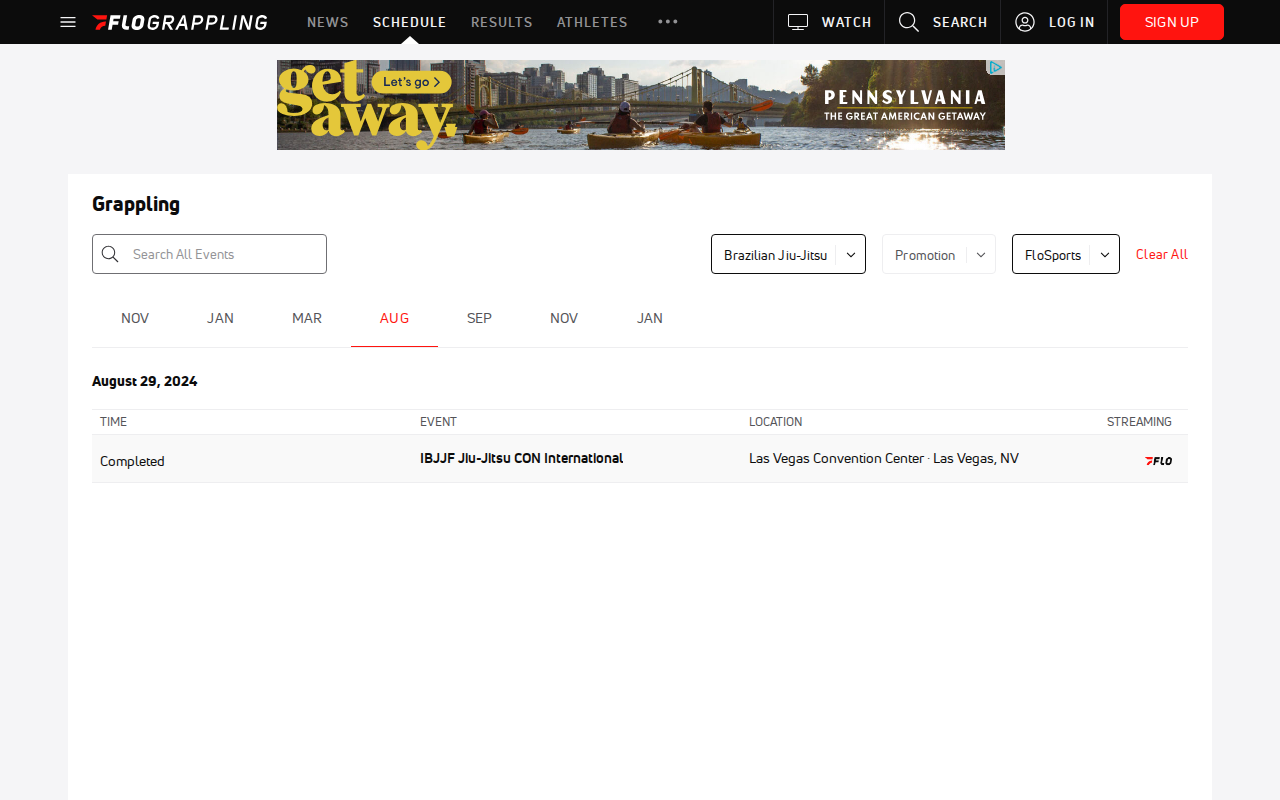 FLOGRAPPLING NEWS SCHEDULE RESULTS ATHLETES ••• WATCH SEARCH LOG IN SIGN UP
get away.
Let's go >
PENNSYLVANIA
THE GREAT AMERICAN GETAWAY
Grappling
Search All Events Brazilian Jiu-Jitsu Promotion FloSports Clear All
NOV JAN MAR AUG SEP NOV JAN
August 29, 2024
TIME EVENT LOCATION STREAMING
Completed IBJJF Jiu-Jitsu CON International Las Vegas Convention Center · Las Vegas, NV FLO